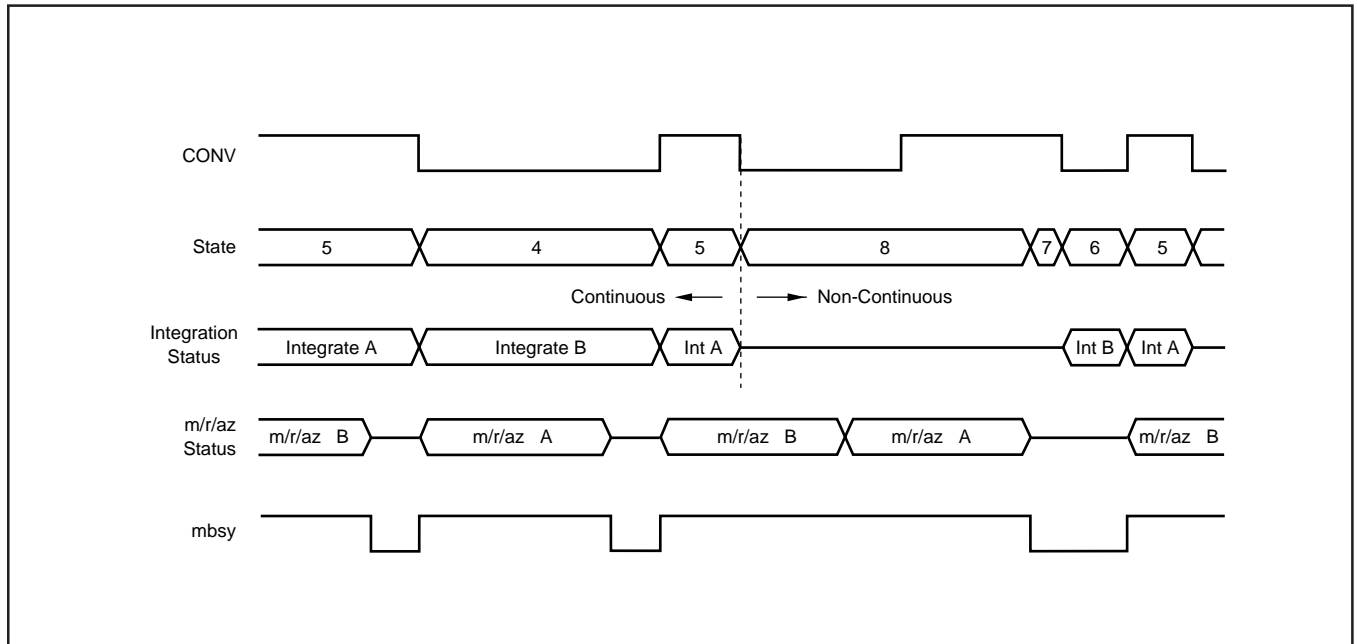 CONV
State
5
4
5
8
7
6
5
Continuous
Non-Continuous
Integration
Status
Integrate A
Integrate B
Int A
Int B
Int A
m/r/az
Status
m/r/az B
m/r/az A
m/r/az B
m/r/az A
m/r/az B
mbsy